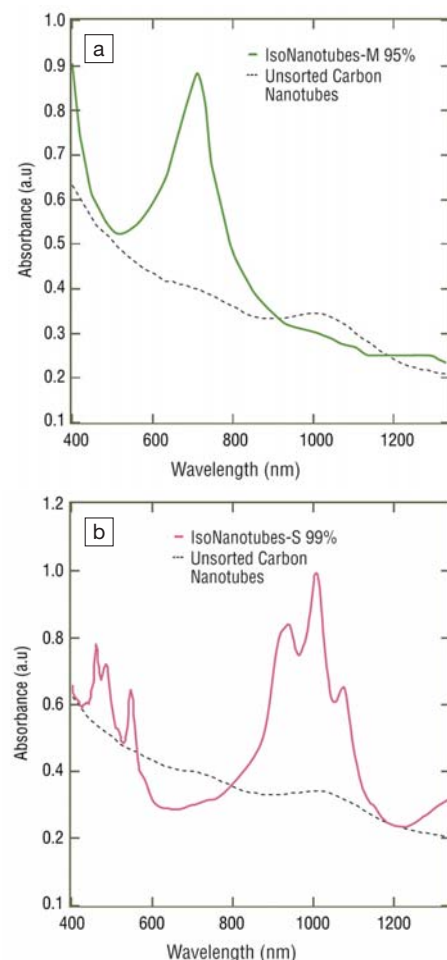 a
IsoNanotubes-M 95%
Unsorted Carbon
Nanotubes
Absorbance (a.u)
1.0
0.9
0.8
0.7
0.6
0.5
0.4
0.3
0.2
0.1
400 600 800 1000 1200
Wavelength (nm)
b
IsoNanotubes-S 99%
Unsorted Carbon
Nanotubes
Absorbance (a.u)
1.2
1.0
0.8
0.6
0.4
0.2
0.1
400 600 800 1000 1200
Wavelength (nm)